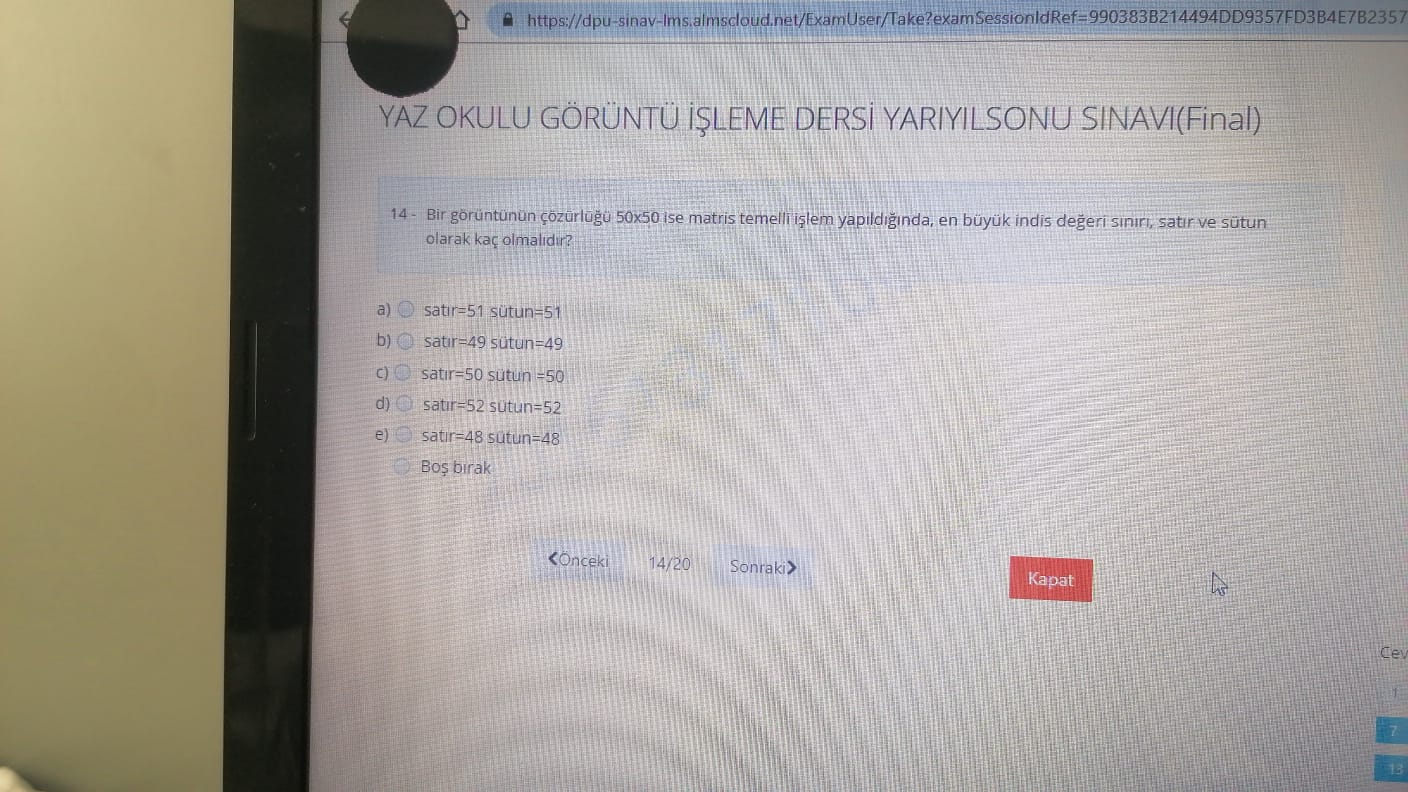 https://dpu-sinav-lms.almscloud.net/ExamUser/Take?examSessionIdRef=990383B214494DD9357FD3B4E7B2357
YAZ OKULU GÖRÜNTÜ İŞLEME DERSİ YARIYILSONU SINAVI(Final)
14 - Bir görüntünün çözürlüğü 50x50 ise matris temelli işlem yapıldığında, en büyük indis değeri sınırı, satır ve sütun
olarak kaç olmalıdır?
a) satır=51 sütun=51
b) satır=49 sütun=49
c) satır=50 sütun =50
d) satır=52 sütun=52
e) satır=48 sütun=48
Boş bırak
Önceki 14/20 Sonraki
Kapat
Cev
1
7
13